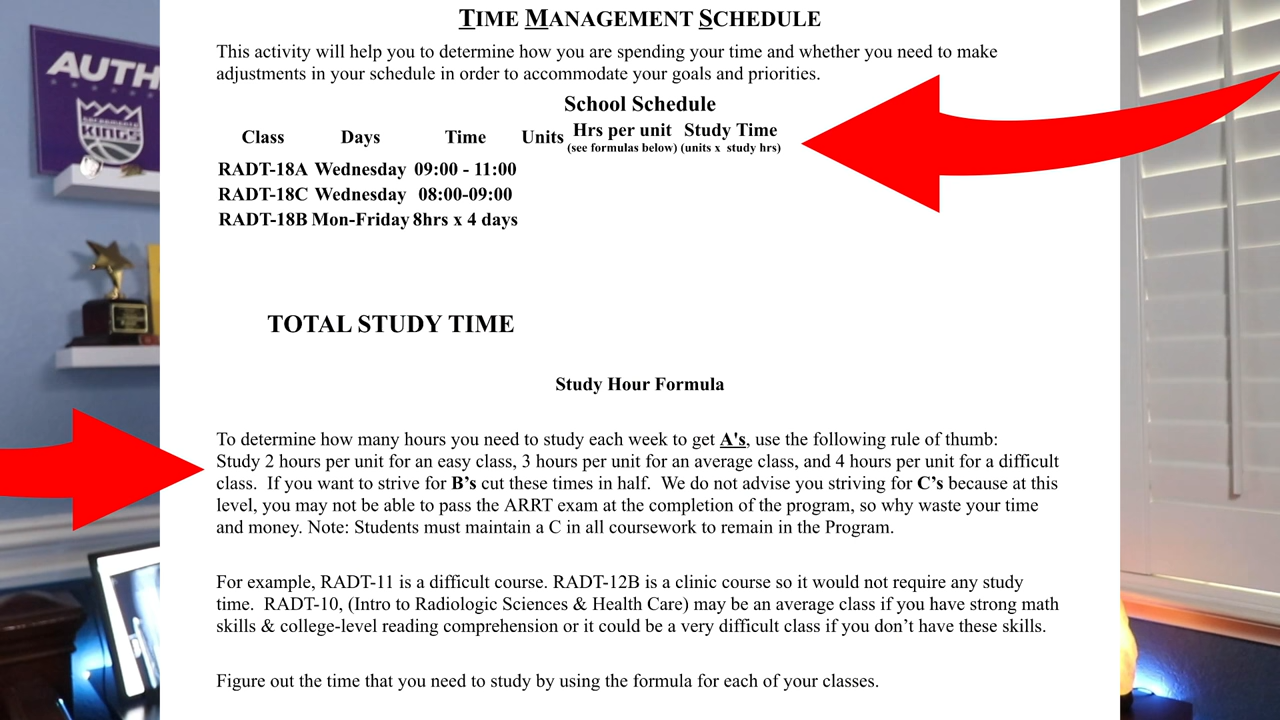 TIME MANAGEMENT SCHEDULE
This activity will help you to determine how you are spending your time and whether you need to make
adjustments in your schedule in order to accommodate your goals and priorities.
School Schedule
Class Days Time Units Hrs per unit Study Time
(see formulas below) (units x study hrs)
RADT-18A Wednesday 09:00 - 11:00
RADT-18C Wednesday 08:00-09:00
RADT-18B Mon-Friday 8hrs x 4 days
TOTAL STUDY TIME
Study Hour Formula
To determine how many hours you need to study each week to get A's, use the following rule of thumb:
Study 2 hours per unit for an easy class, 3 hours per unit for an average class, and 4 hours per unit for a difficult
class. If you want to strive for B's cut these times in half. We do not advise you striving for C's because at this
level, you may not be able to pass the ARRT exam at the completion of the program, so why waste your time
and money. Note: Students must maintain a C in all coursework to remain in the Program.
For example, RADT-11 is a difficult course. RADT-12B is a clinic course so it would not require any study
time. RADT-10, (Intro to Radiologic Sciences & Health Care) may be an average class if you have strong math
skills & college-level reading comprehension or it could be a very difficult class if you don't have these skills.
Figure out the time that you need to study by using the formula for each of your classes.
AUTH
KINGS